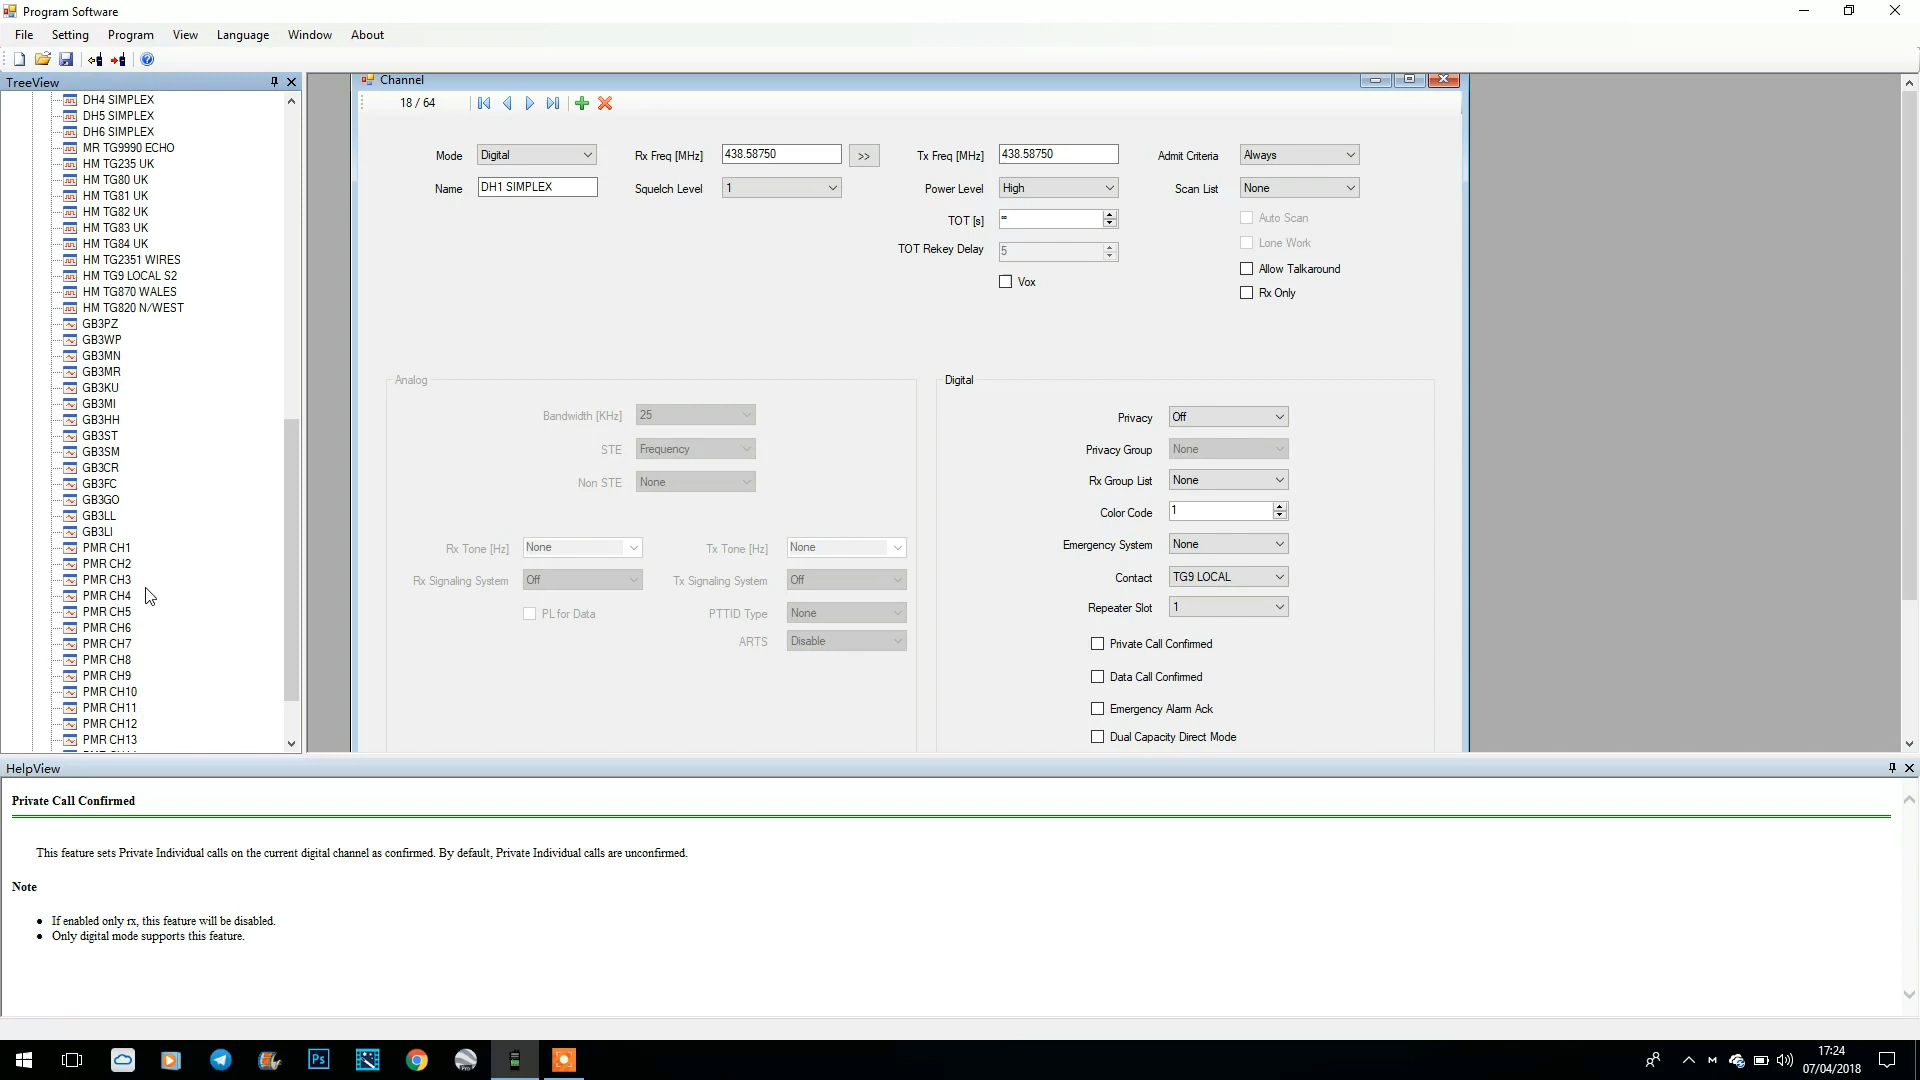 Program Software
File Setting Program View Language Window About
TreeView
DH4 SIMPLEX
DH5 SIMPLEX
DH6 SIMPLEX
MR TG9990 ECHO
HM TG235 UK
HM TG80 UK
HM TG81 UK
HM TG82 UK
HM TG83 UK
HM TG84 UK
HM TG2351 WIRES
HM TG9 LOCAL S2
HM TG870 WALES
HM TG820 N/WEST
GB3PZ
GB3WP
GB3MN
GB3MR
GB3KU
GB3MI
GB3HH
GB3ST
GB3SM
GB3CR
GB3FC
GB3GO
GB3LL
GB3LI
PMR CH1
PMR CH2
PMR CH3
PMR CH4
PMR CH5
PMR CH6
PMR CH7
PMR CH8
PMR CH9
PMR CH10
PMR CH11
PMR CH12
PMR CH13
Channel
18 / 64
Mode Digital Rx Freq [MHz] 438.58750 >> Tx Freq [MHz] 438.58750 Admit Criteria Always
Name DH1 SIMPLEX Squelch Level 1 Power Level High Scan List None
TOT [s] ∞ Auto Scan
TOT Rekey Delay 5 Lone Work
Allow Talkaround
Vox
Rx Only
Analog
Bandwidth [KHz] 25
STE Frequency
Non STE None
Rx Tone [Hz] None Tx Tone [Hz] None
Rx Signaling System Off Tx Signaling System Off
PL for Data PTTID Type None
ARTS Disable
Digital
Privacy Off
Privacy Group None
Rx Group List None
Color Code 1
Emergency System None
Contact TG9 LOCAL
Repeater Slot 1
Private Call Confirmed
Data Call Confirmed
Emergency Alarm Ack
Dual Capacity Direct Mode
HelpView
Private Call Confirmed
This feature sets Private Individual calls on the current digital channel as confirmed. By default, Private Individual calls are unconfirmed.
Note
● If enabled only rx, this feature will be disabled.
● Only digital mode supports this feature.
Ps
17:24
07/04/2018